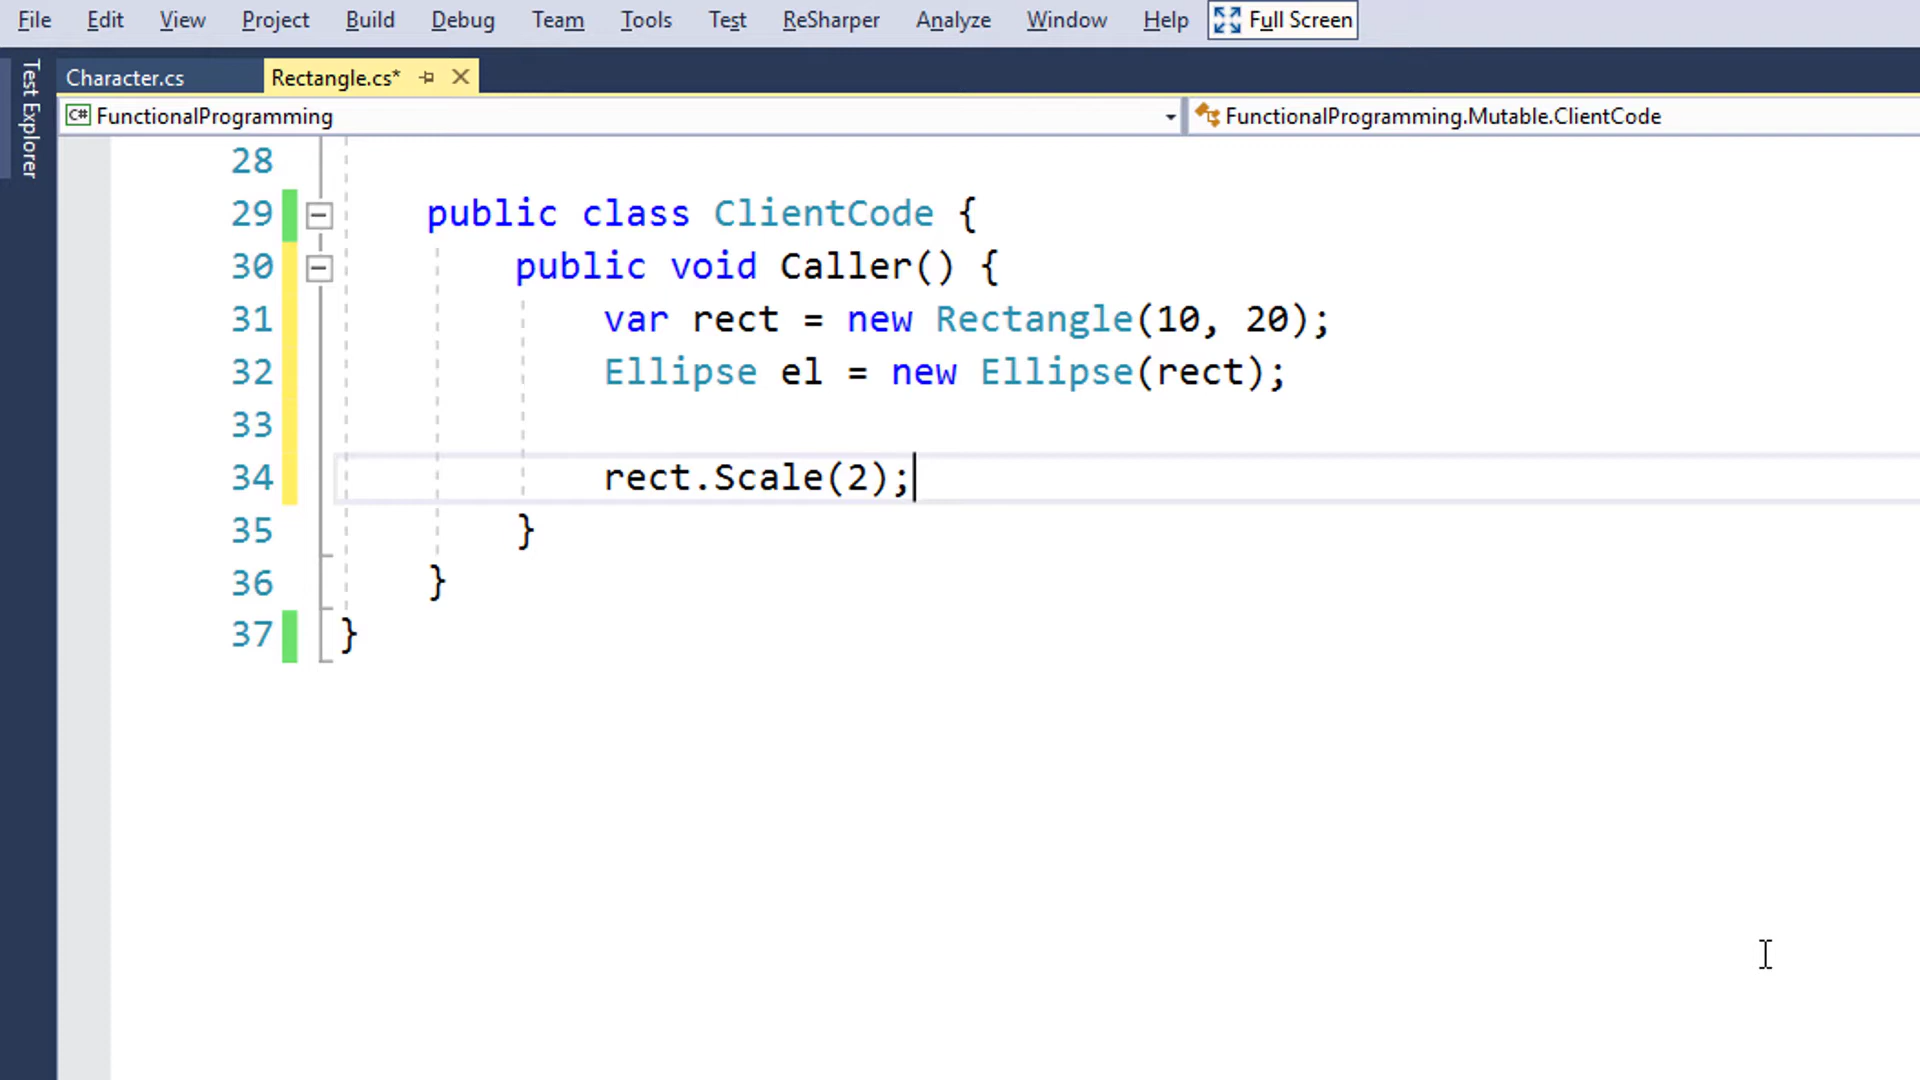 File Edit View Project Build Debug Team Tools Test ReSharper Analyze Window Help Full Screen
Test Explorer
Character.cs Rectangle.cs*
C# FunctionalProgramming FunctionalProgramming.Mutable.ClientCode
28
29 public class ClientCode {
30 public void Caller() {
31 var rect = new Rectangle(10, 20);
32 Ellipse el = new Ellipse(rect);
33
34 rect.Scale(2);
35 }
36 }
37 }